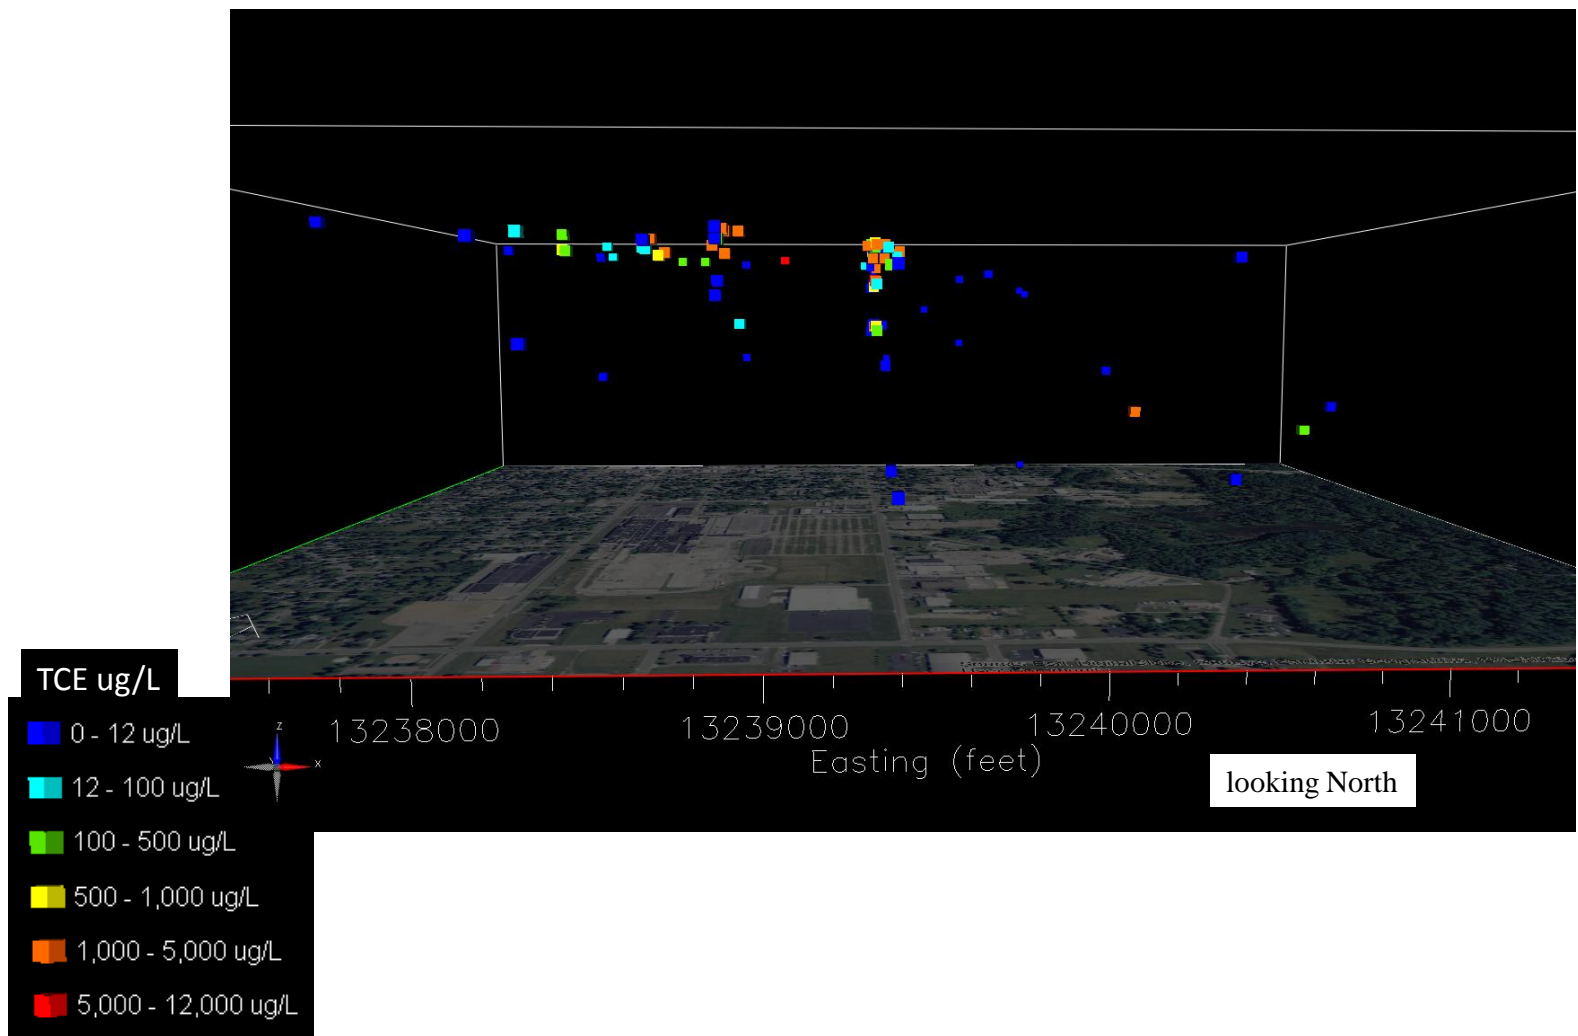 TCE ug/L
0 - 12 ug/L
12 - 100 ug/L
100 - 500 ug/L
500 - 1,000 ug/L
1,000 - 5,000 ug/L
5,000 - 12,000 ug/L
z
x
13238000
13239000
13240000
13241000
Easting (feet)
looking North